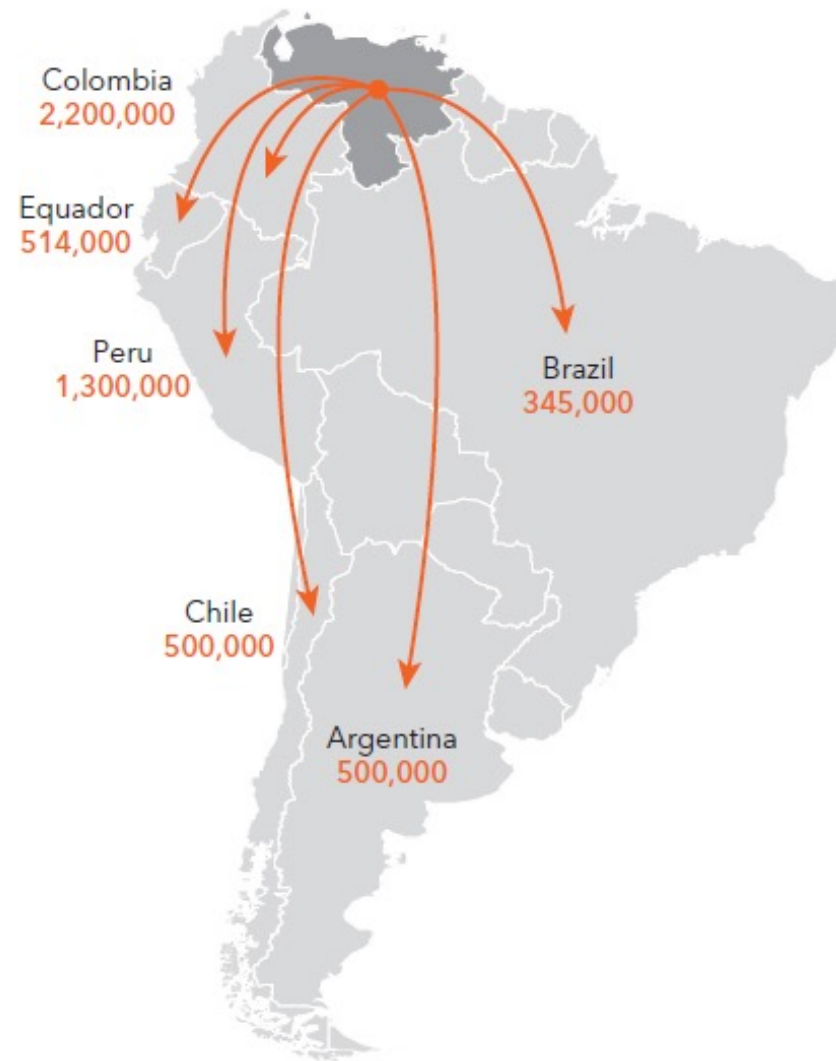 Colombia
2,200,000
Equador
514,000
Peru
1,300,000
Brazil
345,000
Chile
500,000
Argentina
500,000